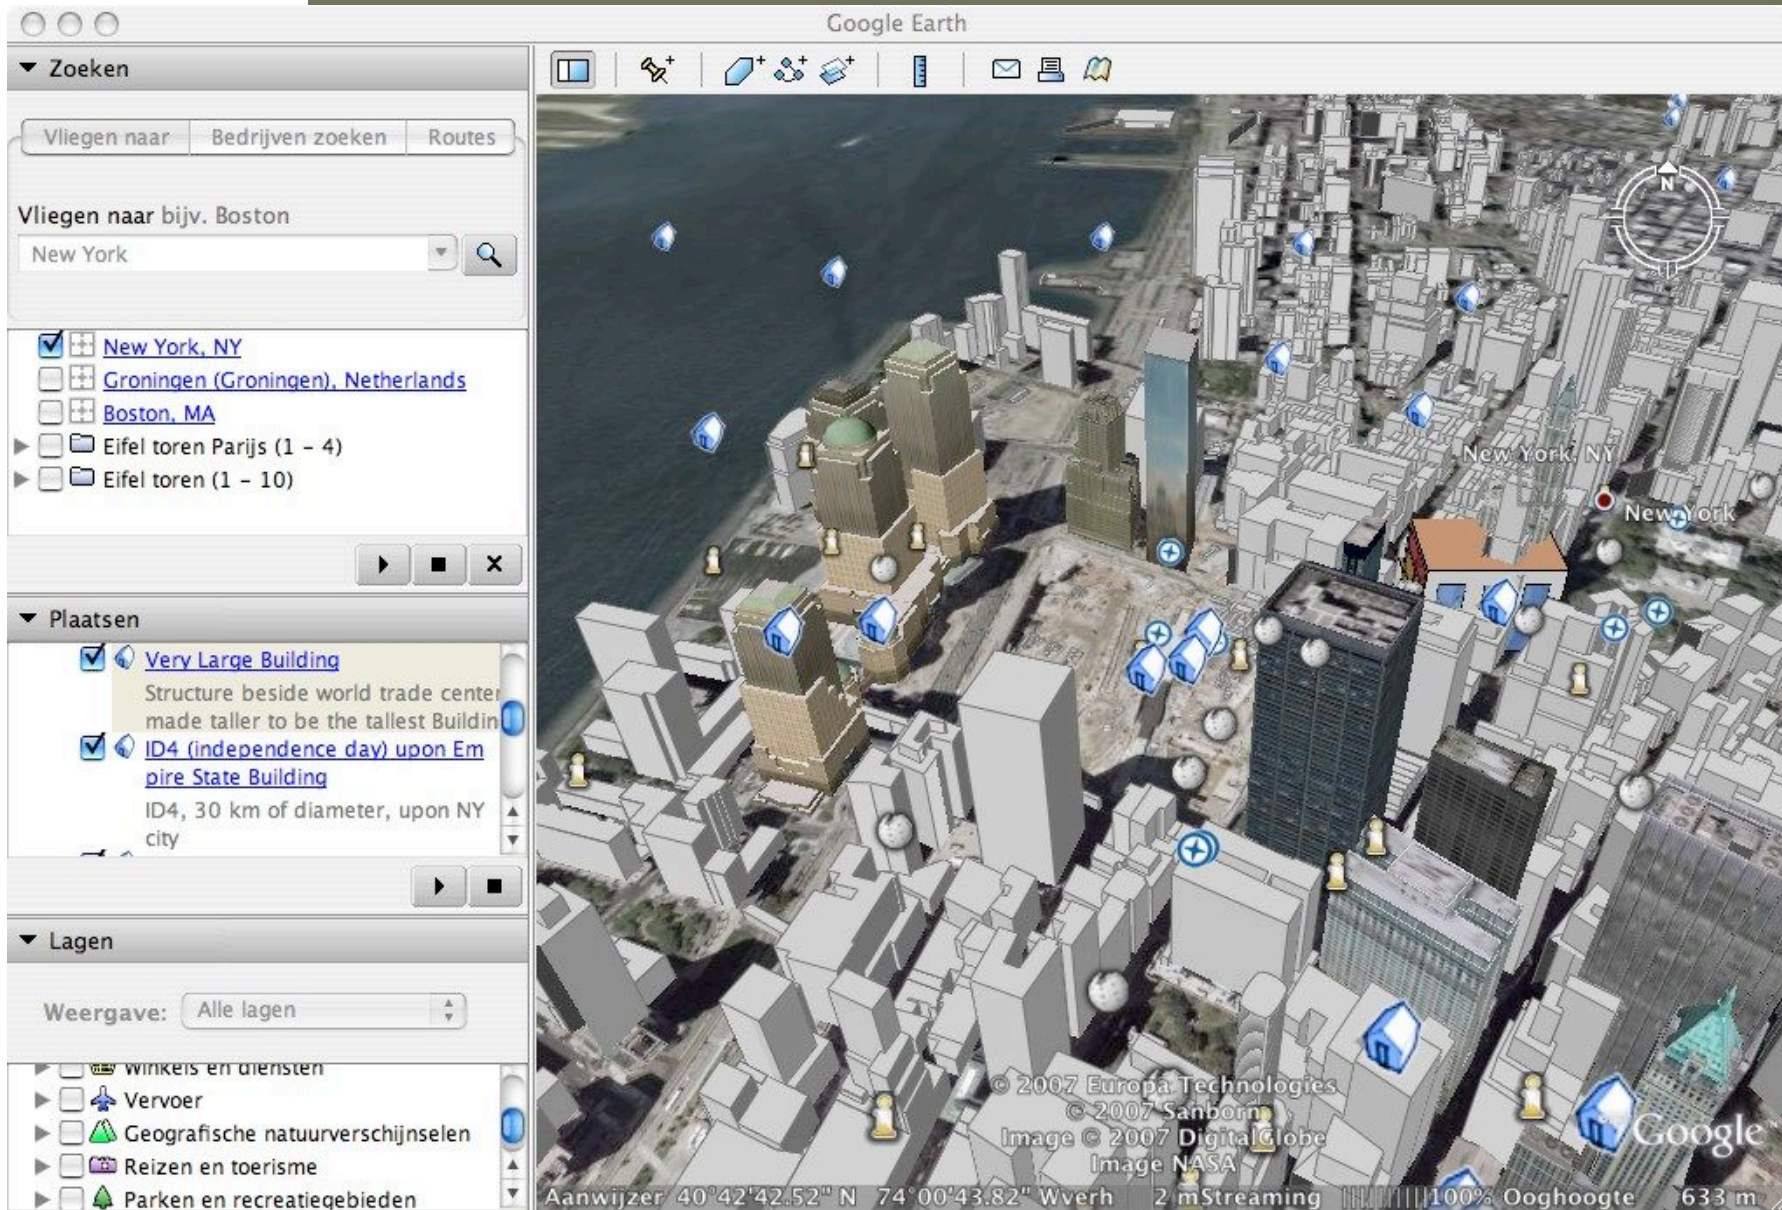 Google Earth
Zoeken
Vliegen naar
Bedrijven zoeken
Routes
Vliegen naar bijv. Boston
New York
New York, NY
Groningen (Groningen), Netherlands
Boston, MA
Eifel toren Parijs (1 – 4)
Eifel toren (1 – 10)
Plaatsen
Very Large Building
Structure beside world trade center
made taller to be the tallest Buildin
ID4 (independence day) upon Em
pire State Building
ID4, 30 km of diameter, upon NY
city
Lagen
Weergave: Alle lagen
Winkels en diensten
Vervoer
Geografische natuurverschijnselen
Reizen en toerisme
Parken en recreatiegebieden
N
New York, NY
New York
© 2007 Europa Technologies
© 2007 Sanborn
Image © 2007 DigitalGlobe
Image NASA
Google
Aanwijzer 40°42'42.52" N 74°00'43.82" Wverh 2 mStreaming ||||||||||100% Ooghoogte 633 m